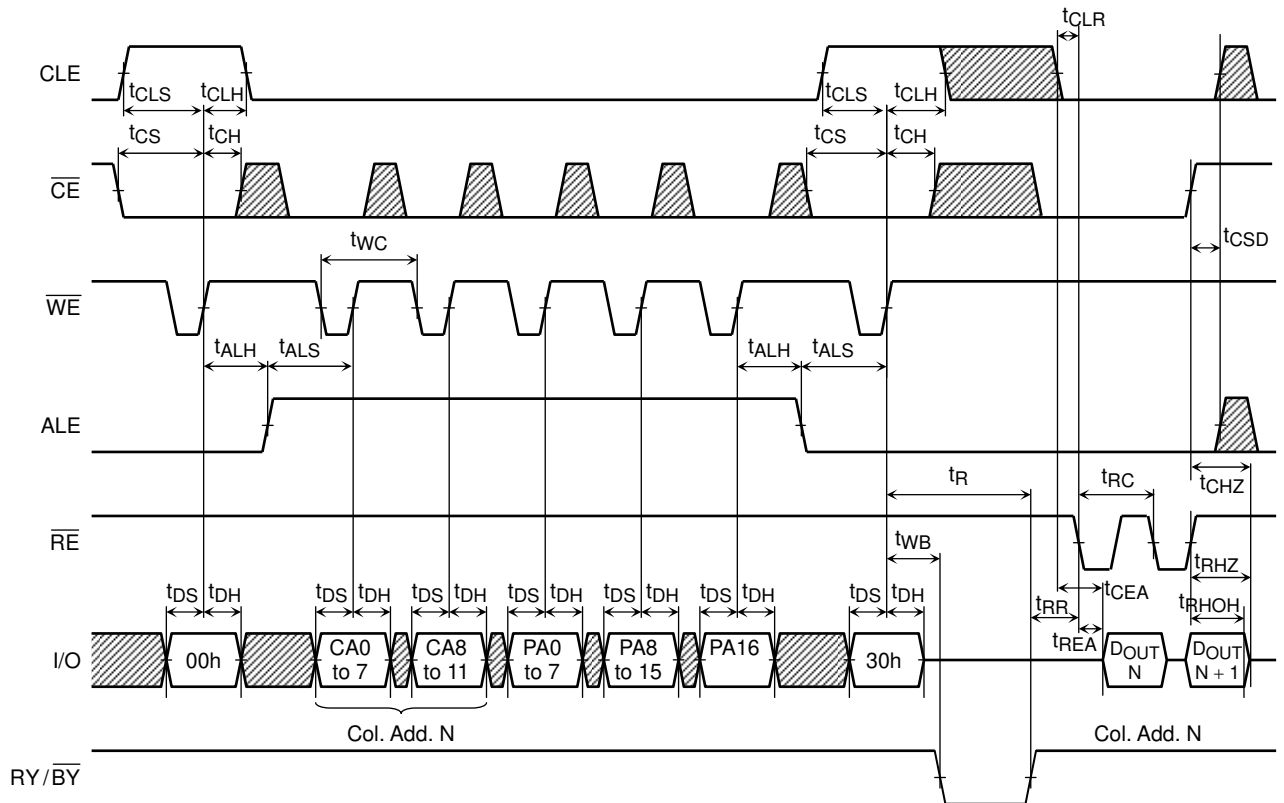 tCLR
CLE
tCLS tCLH tCLS tCLH
tCS tCH tCS tCH
CE
tWC tCSD
WE
tALH tALS tALH tALS
ALE
tR tRC tCHZ
RE
tWB tRHZ
tDS tDH tDS tDH tDS tDH tDS tDH tDS tDH tDS tDH tDS tDH tCEA
tRR tRHOH
tREA
I/O 00h CA0 to 7 CA8 to 11 PA0 to 7 PA8 to 15 PA16 30h DOUT N DOUT N + 1
Col. Add. N Col. Add. N
RY/BY